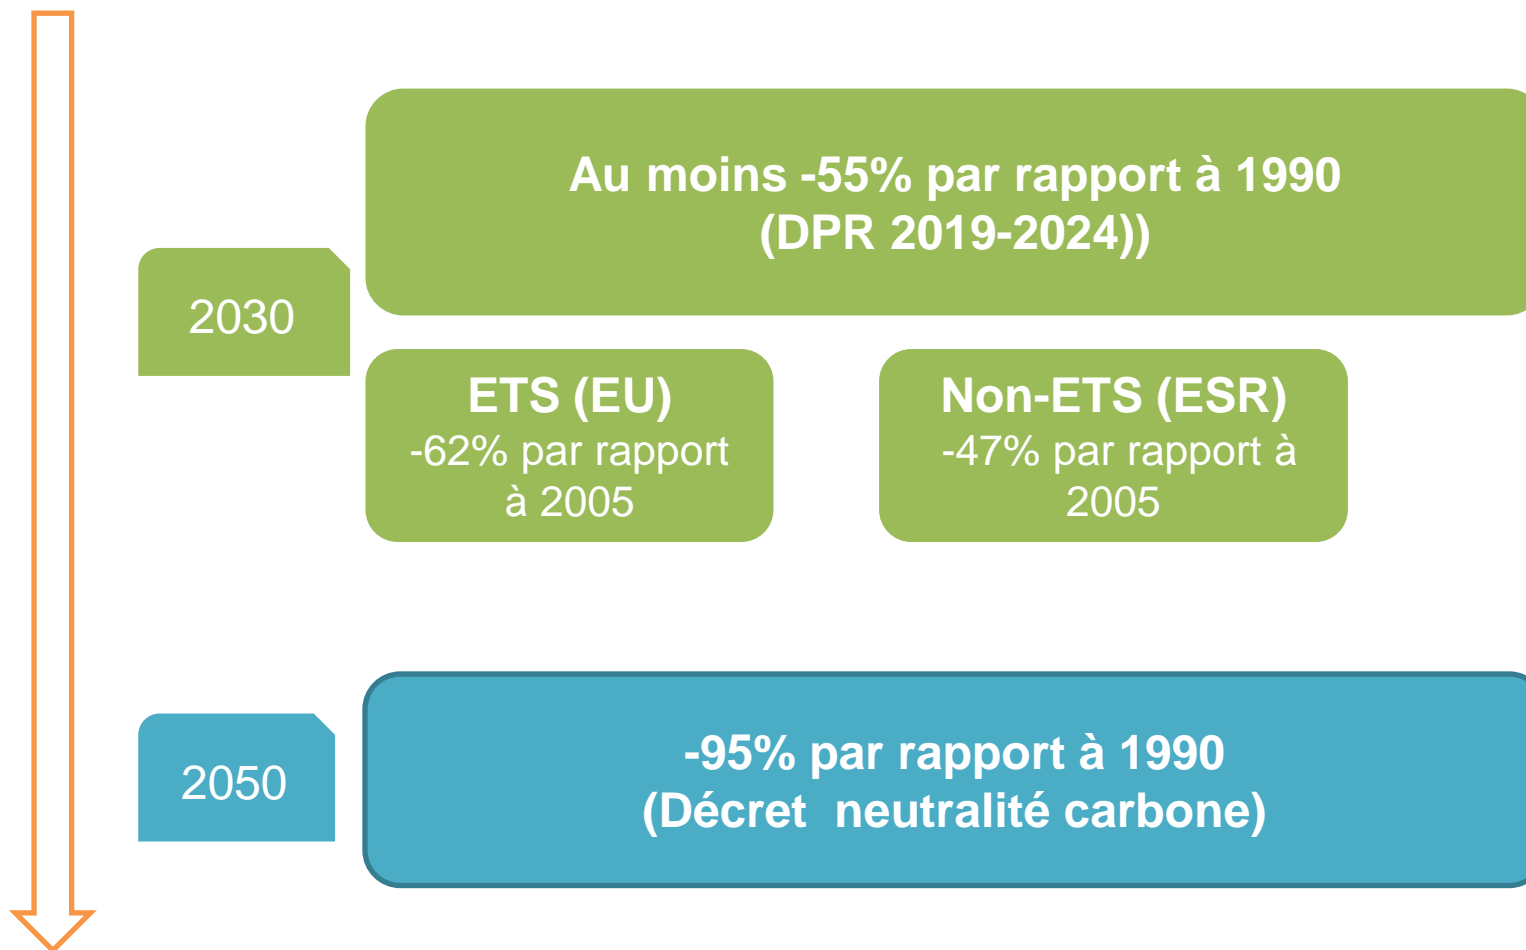 Au moins -55% par rapport à 1990
(DPR 2019-2024))
2030
ETS (EU)
-62% par rapport
à 2005
Non-ETS (ESR)
-47% par rapport à
2005
-95% par rapport à 1990
(Décret  neutralité carbone)
2050